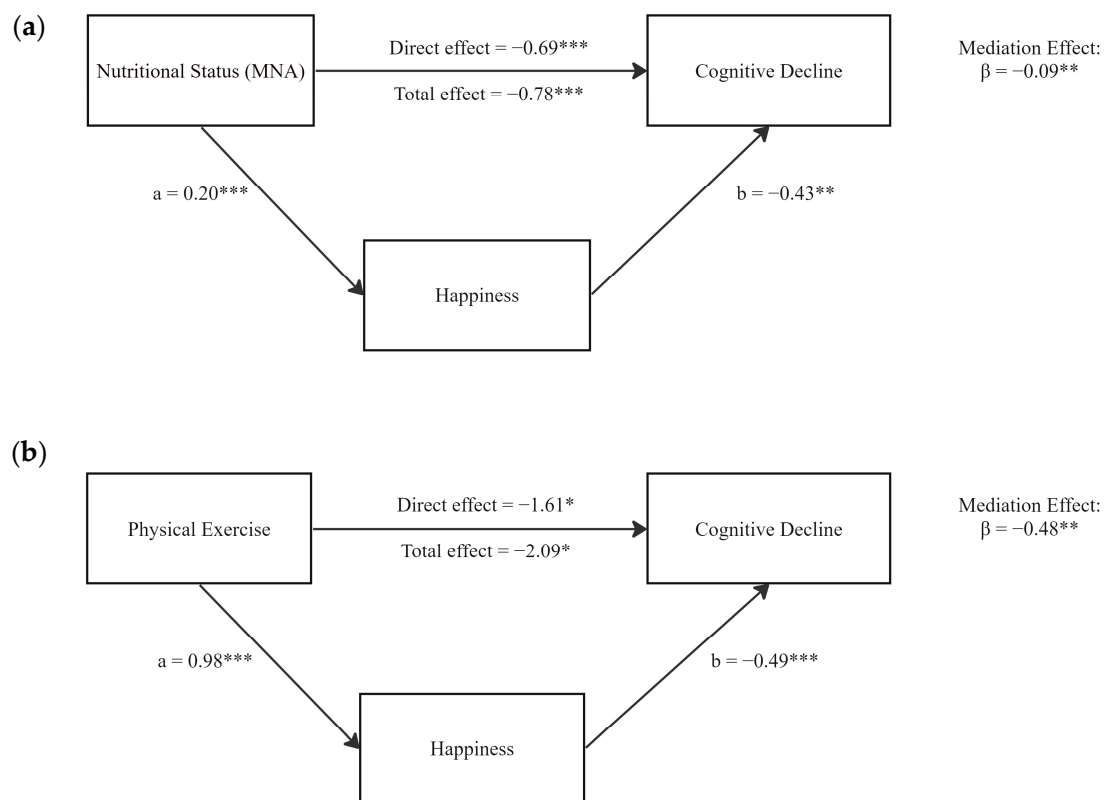 (a)
Nutritional Status (MNA)
Direct effect = −0.69***
Total effect = −0.78***
Cognitive Decline
Mediation Effect:
β = −0.09**
a = 0.20***
b = −0.43**
Happiness
(b)
Physical Exercise
Direct effect = −1.61*
Total effect = −2.09*
Cognitive Decline
Mediation Effect:
β = −0.48**
a = 0.98***
b = −0.49***
Happiness